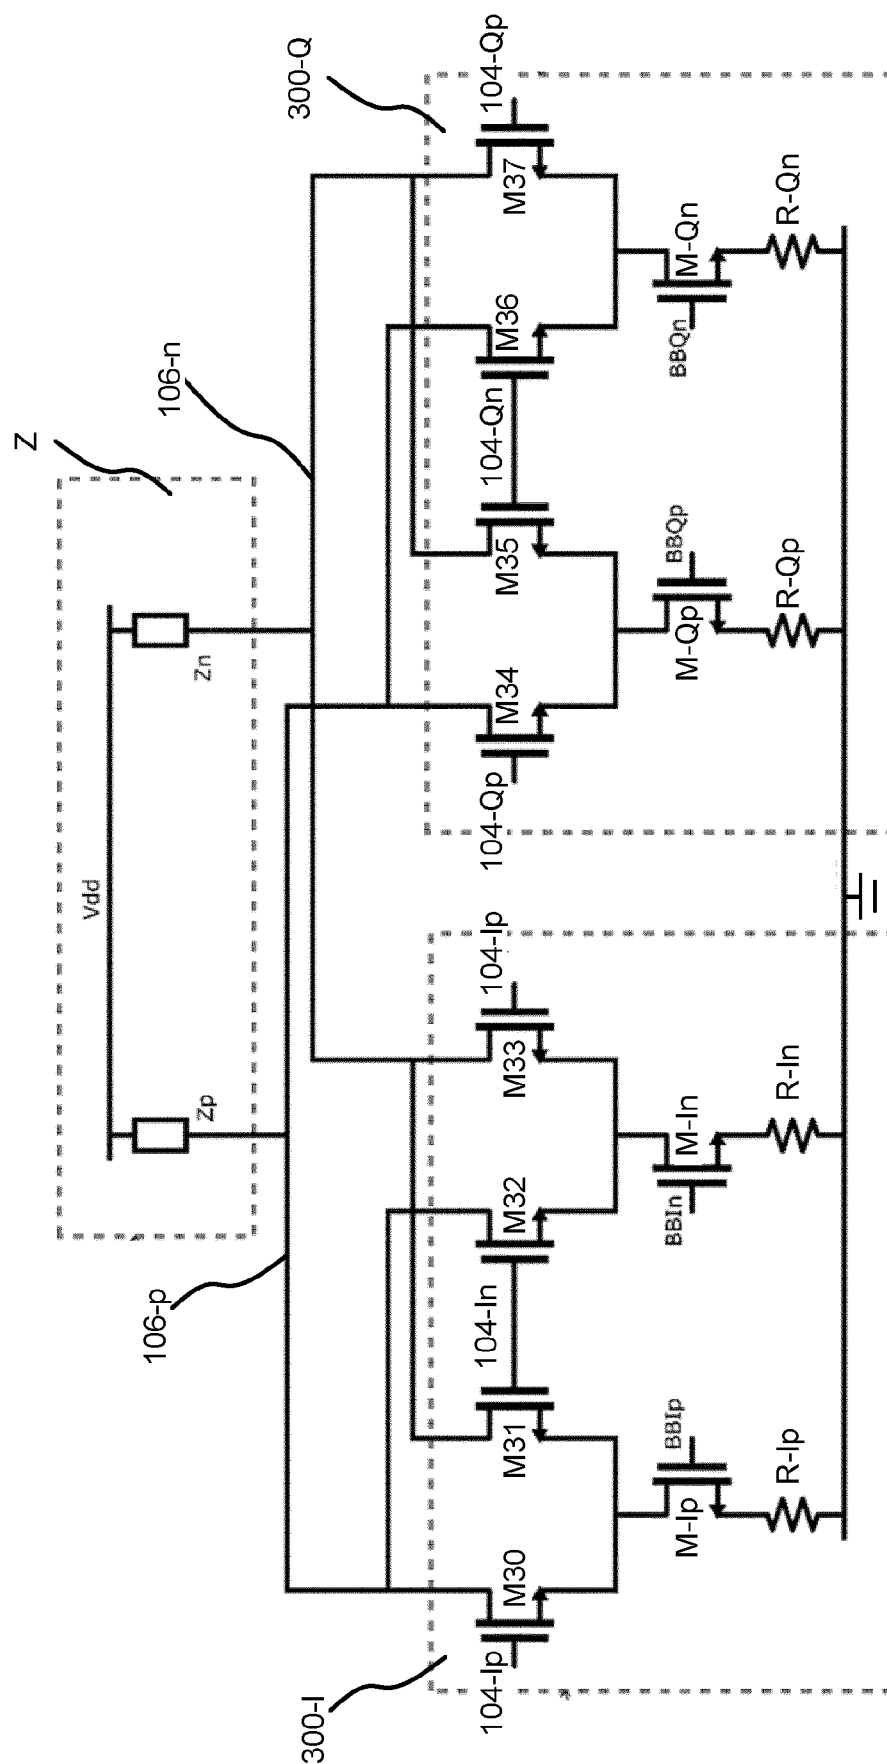 Z
Vdd
Zp
Zn
106-p
106-n
300-I
300-Q
104-Ip
M30
M31
104-In
M32
M33
104-Ip
104-Qp
M34
M35
104-Qn
M36
M37
104-Qp
M-Ip
BBIp
BBIn
M-In
M-Qp
BBQp
BBQn
M-Qn
R-Ip
R-In
R-Qp
R-Qn